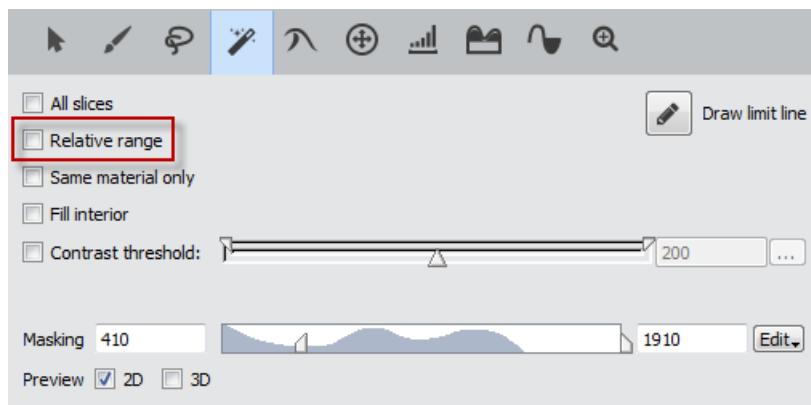 All slices
Draw limit line
Relative range
Same material only
Fill interior
Contrast threshold: 200 ...
Masking 410 1910 Edit
Preview 2D 3D